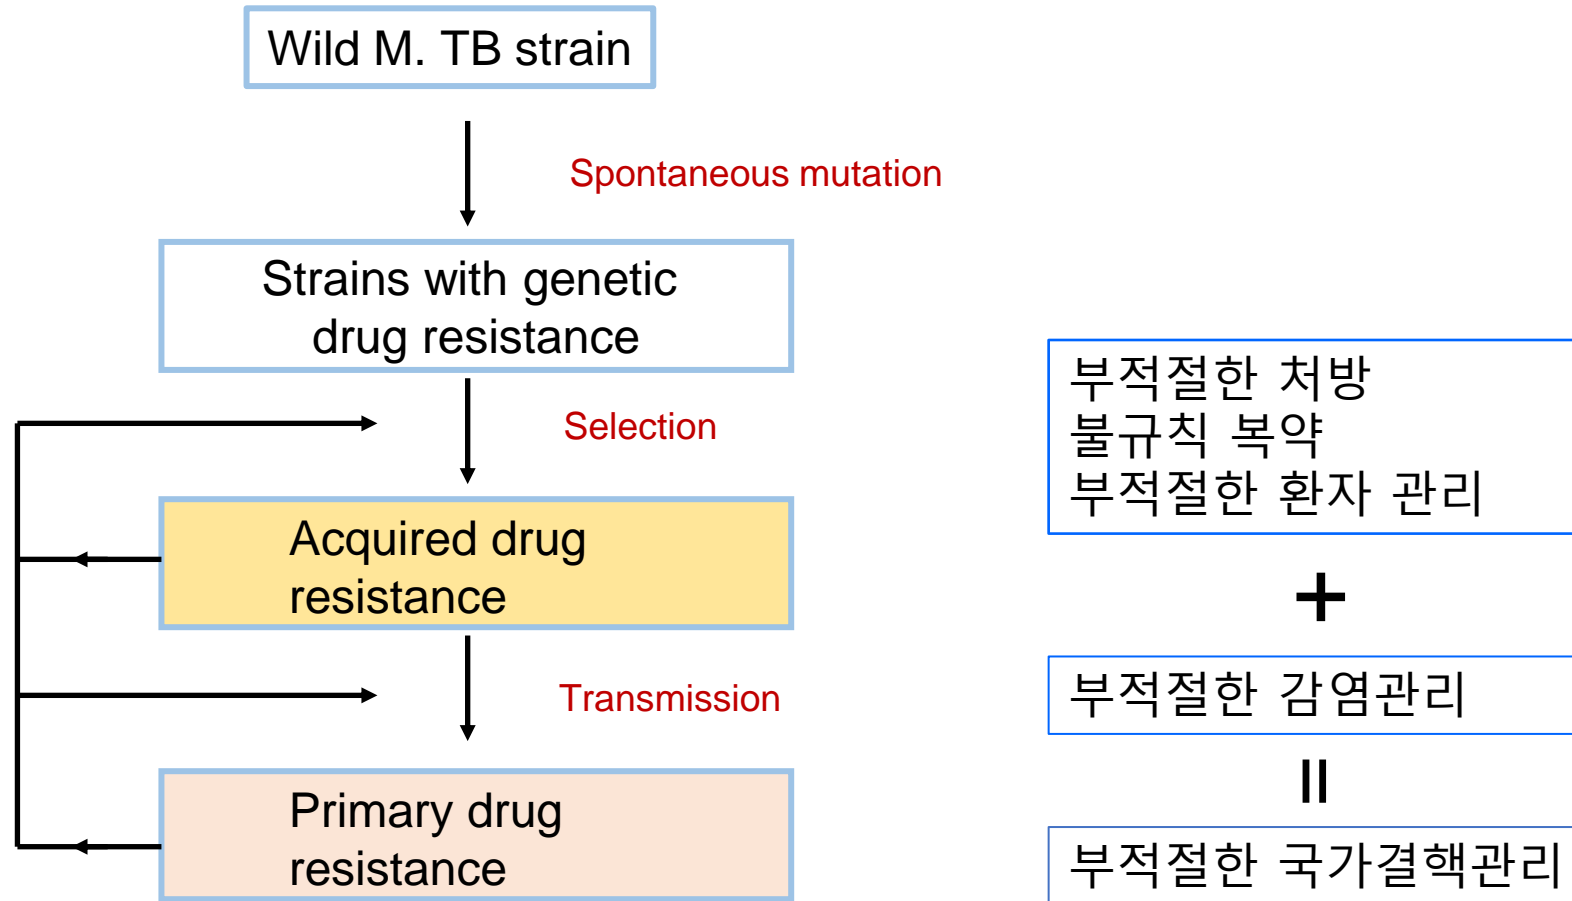 Wild M. TB strain
Spontaneous mutation
Strains with genetic
drug resistance
Selection
Acquired drug
resistance
Transmission
Primary drug
resistance
부적절한 처방
불규칙 복약
부적절한 환자 관리
+
부적절한 감염관리
=
부적절한 국가결핵관리